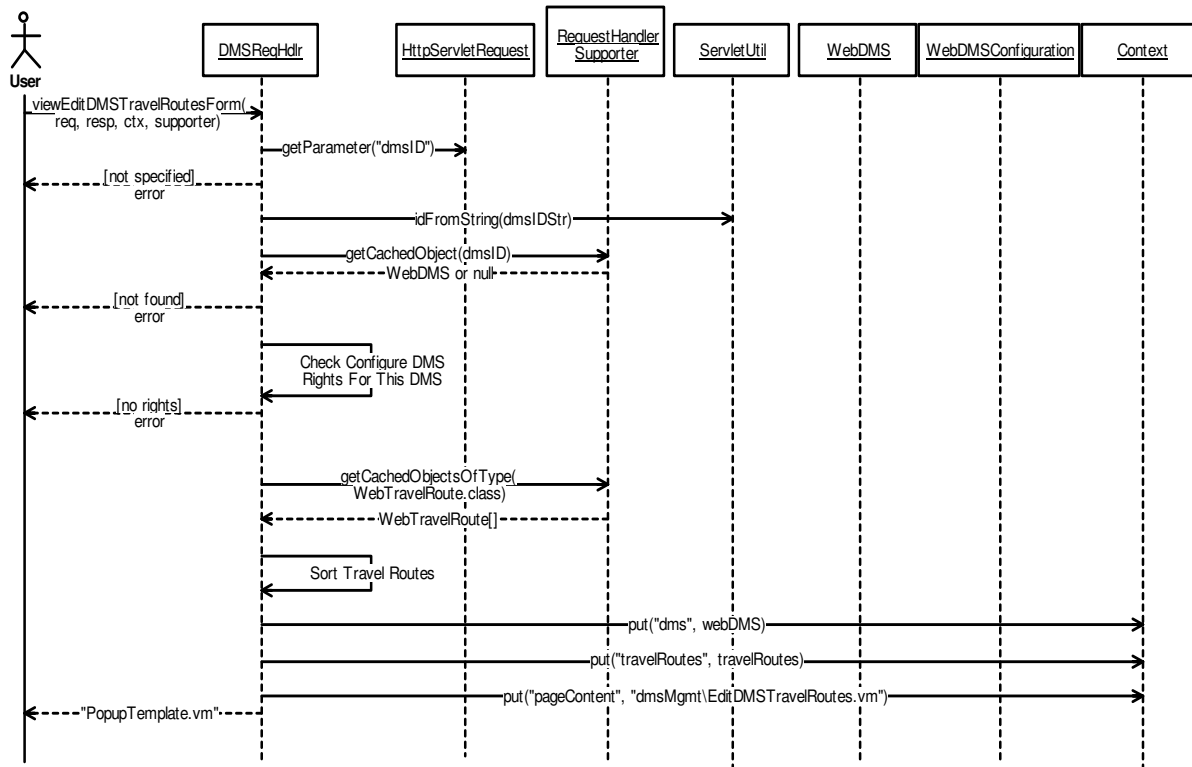 User
DMSReqHdlr
HttpServletRequest
RequestHandler
Supporter
ServletUtil
WebDMS
WebDMSConfiguration
Context
viewEditDMSTravelRoutesForm(
req, resp, ctx, supporter)
getParameter("dmsID")
[not specified]
error
idFromString(dmsIDStr)
getCachedObject(dmsID)
WebDMS or null
[not found]
error
Check Configure DMS
Rights For This DMS
[no rights]
error
getCachedObjectsOfType(
WebTravelRoute.class)
WebTravelRoute[]
Sort Travel Routes
put("dms", webDMS)
put("travelRoutes", travelRoutes)
put("pageContent", "dmsMgmt\EditDMSTravelRoutes.vm")
"PopupTemplate.vm"